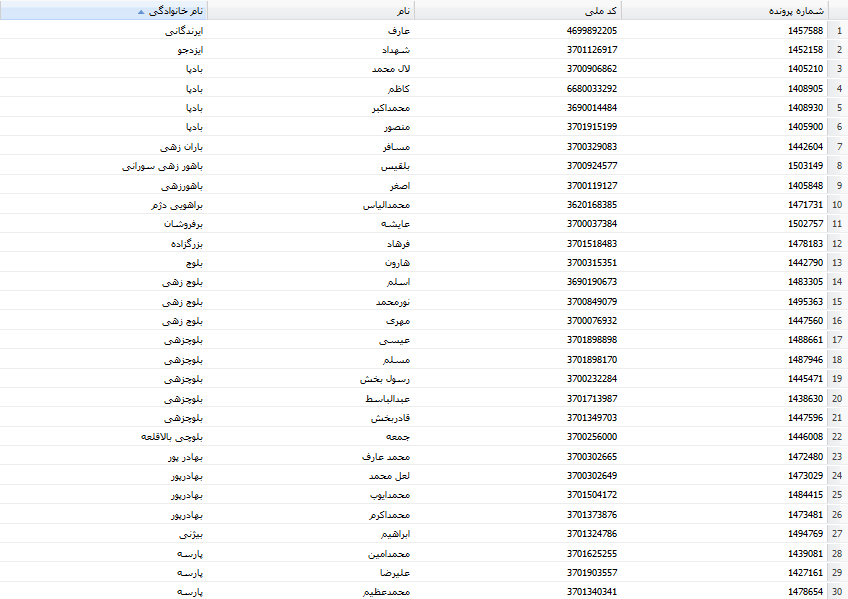 شماره پرونده کد ملی نام نام خانوادگی
1 1457588 4699892205 عارف ایرندگانی
2 1452158 3701126917 شهداد ایزدجو
3 1405210 3700906862 لال محمد بادپا
4 1408905 6680033292 کاظم بادپا
5 1408930 3690014484 محمداکبر بادپا
6 1405900 3701915199 منصور بادپا
7 1442604 3700329083 مسافر باران زهی
8 1503149 3700924577 بلقیس باهور زهی سورانی
9 1405848 3700119127 اصغر باهورزهی
10 1471731 3620168385 محمدالیاس براهویی دژم
11 1502757 3700037384 عایشه برفروشان
12 1478183 3701518483 فرهاد بزرگزاده
13 1442790 3700315351 هارون بلوچ
14 1483305 3690190673 اسلم بلوچ زهی
15 1495363 3700849079 نورمحمد بلوچ زهی
16 1447560 3700076932 مهری بلوچ زهی
17 1488661 3701898898 عیسی بلوچزهی
18 1487946 3701898170 مسلم بلوچزهی
19 1445471 3700232284 رسول بخش بلوچزهی
20 1438630 3701713987 عبدالباسط بلوچزهی
21 1447596 3701349703 قادربخش بلوچزهی
22 1446008 3700256000 جمعه بلوچی بالاقلعه
23 1472480 3700302665 محمد عارف بهادر پور
24 1473029 3700302649 لعل محمد بهادرپور
25 1484415 3701504172 محمدایوب بهادرپور
26 1473481 3701373876 محمداکرم بهادرپور
27 1494769 3701324786 ابراهیم بیژنی
28 1439081 3701625255 محمدامین پارسه
29 1427161 3701903557 علیرضا پارسه
30 1478654 3701340341 محمدعظیم پارسه